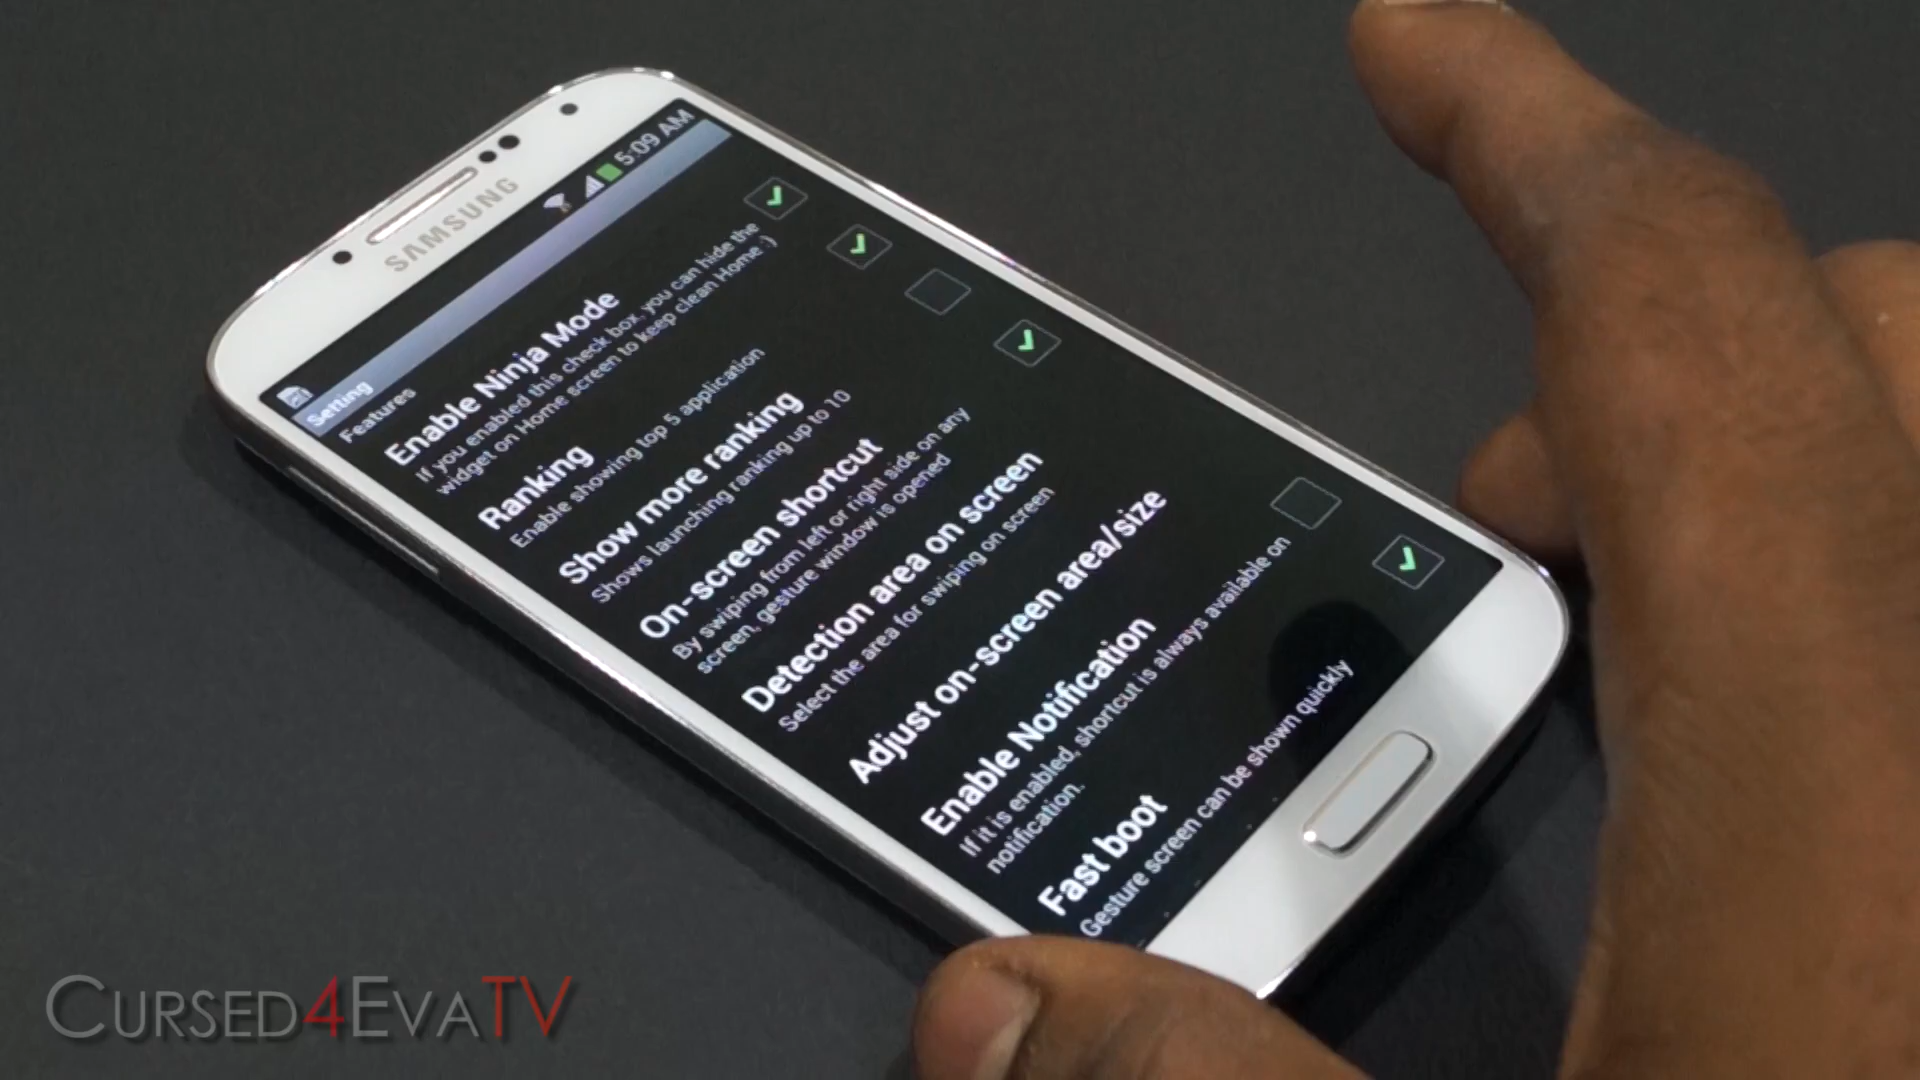 SAMSUNG
5:09 AM
Setting
Features
Enable Ninja Mode
If you enabled this check box, you can hide the
widget on Home screen to keep clean Home :)
Ranking
Enable showing top 5 application
Show more ranking
Shows launching ranking up to 10
On-screen shortcut
By swiping from left or right side on any
screen, gesture window is opened
Detection area on screen
Select the area for swiping on screen
Adjust on-screen area/size
Enable Notification
If it is enabled, shortcut is always available on
notification.
Fast boot
Gesture screen can be shown quickly
CURSED4EVATV